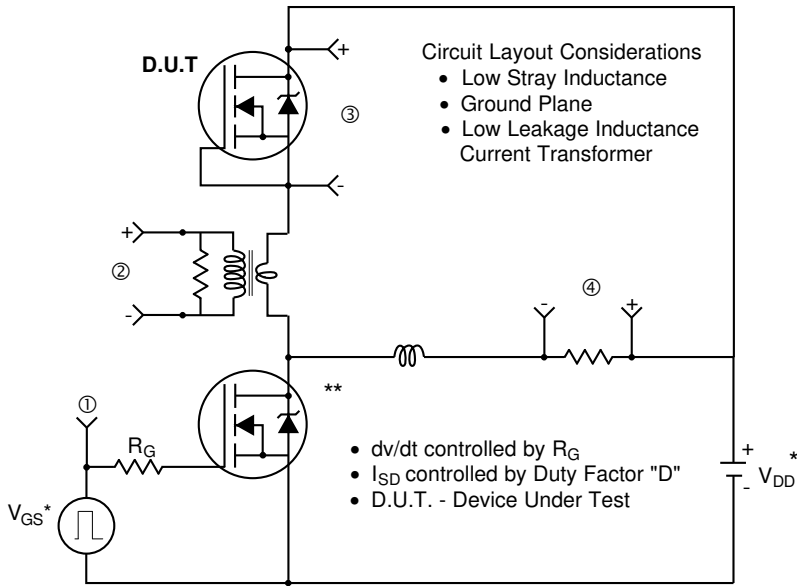 D.U.T
+
Circuit Layout Considerations
• Low Stray Inductance
• Ground Plane
• Low Leakage Inductance
Current Transformer
③
-
+
②
-
④
-
+
**
①
R_G
• dv/dt controlled by R_G
• I_SD controlled by Duty Factor "D"
• D.U.T. - Device Under Test
+
-
V_DD*
V_GS*